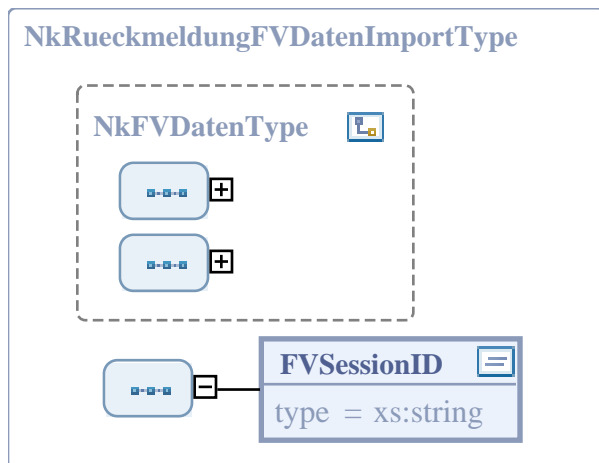 NkRueckmeldungFVDatenImportType
NkFVDatenType
FVSessionID
type = xs:string